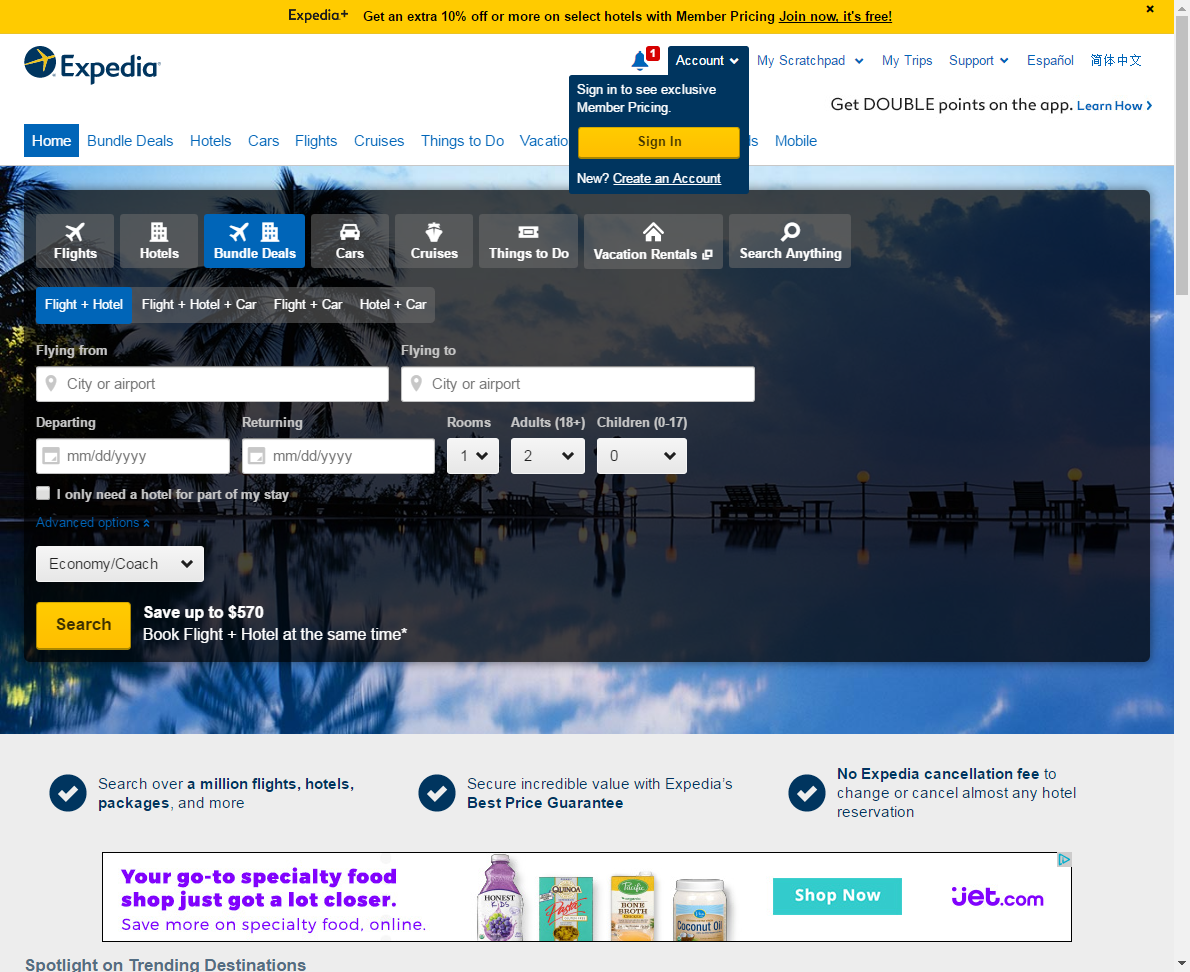 Expedia+ Get an extra 10% off or more on select hotels with Member Pricing Join now, it's free!
Expedia
1
Account My Scratchpad My Trips Support Español 简体中文
Sign in to see exclusive
Member Pricing.
Sign In
New? Create an Account
Get DOUBLE points on the app. Learn How
Home Bundle Deals Hotels Cars Flights Cruises Things to Do Vacatio s Mobile
Flights Hotels Bundle Deals Cars Cruises Things to Do Vacation Rentals Search Anything
Flight + Hotel Flight + Hotel + Car Flight + Car Hotel + Car
Flying from Flying to
City or airport City or airport
Departing Returning Rooms Adults (18+) Children (0-17)
mm/dd/yyyy mm/dd/yyyy 1 2 0
I only need a hotel for part of my stay
Advanced options
Economy/Coach
Search
Save up to $570
Book Flight + Hotel at the same time*
Search over a million flights, hotels,
packages, and more
Secure incredible value with Expedia's
Best Price Guarantee
No Expedia cancellation fee to
change or cancel almost any hotel
reservation
Your go-to specialty food
shop just got a lot closer.
Save more on specialty food, online.
HONEST
KIDS
QUINOA
Pasta
Pacific
BONE
BROTH
Coconut Oil
Shop Now
jet.com
Spotlight on Trending Destinations